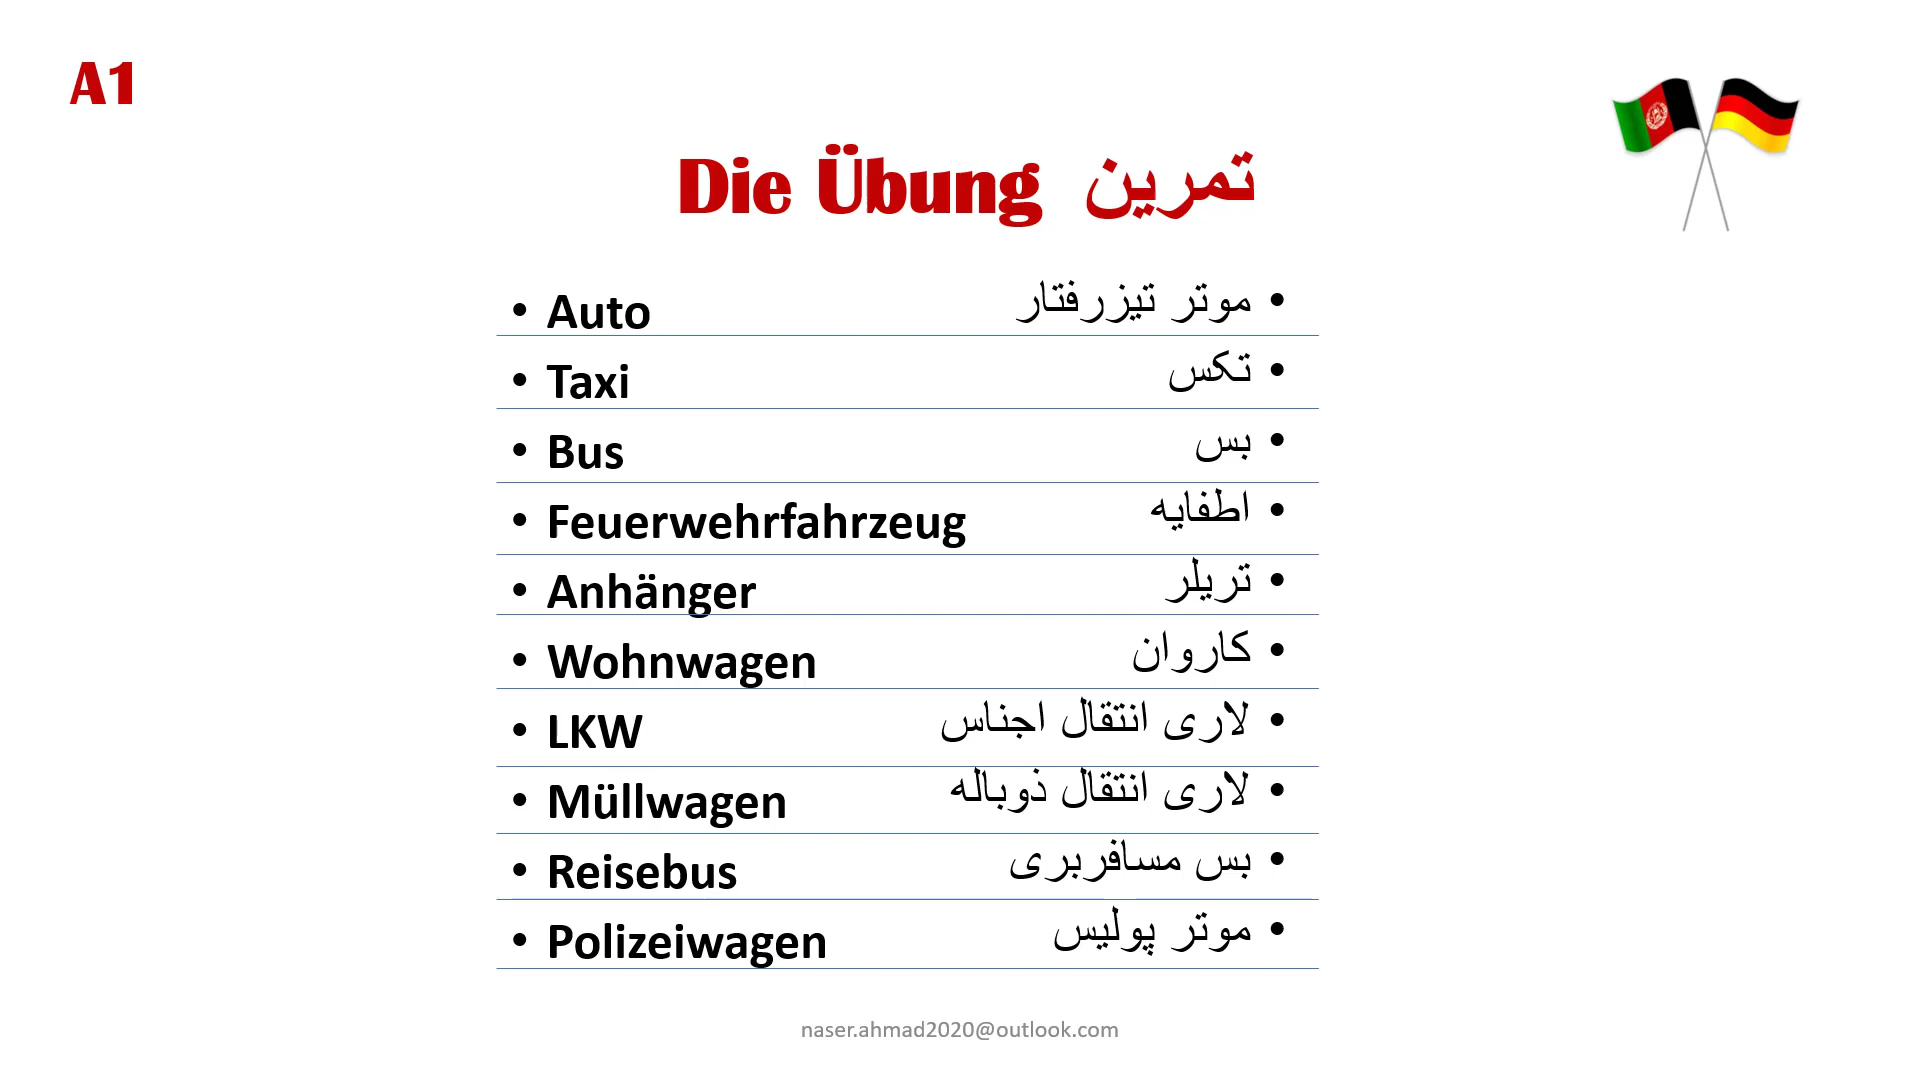 A1
Die Übung تمرین
• Auto موتر تیزرفتار •
• Taxi تکس •
• Bus بس •
• Feuerwehrfahrzeug اطفایه •
• Anhänger تریلر •
• Wohnwagen کاروان •
• LKW لاری انتقال اجناس •
• Müllwagen لاری انتقال ذوباله •
• Reisebus بس مسافربری •
• Polizeiwagen موتر پولیس •
naser.ahmad2020@outlook.com